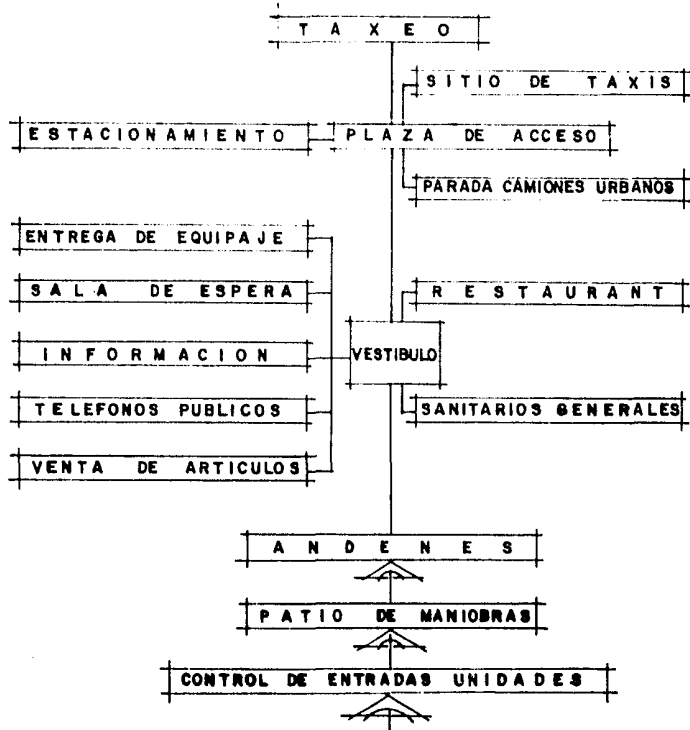 TAXEO
SITIO DE TAXIS
ESTACIONAMIENTO
PLAZA DE ACCESO
PARADA CAMIONES URBANOS
ENTREGA DE EQUIPAJE
SALA DE ESPERA
RESTAURANT
INFORMACION
VESTIBULO
TELEFONOS PUBLICOS
SANITARIOS GENERALES
VENTA DE ARTICULOS
ANDENES
PATIO DE MANIOBRAS
CONTROL DE ENTRADAS UNIDADES